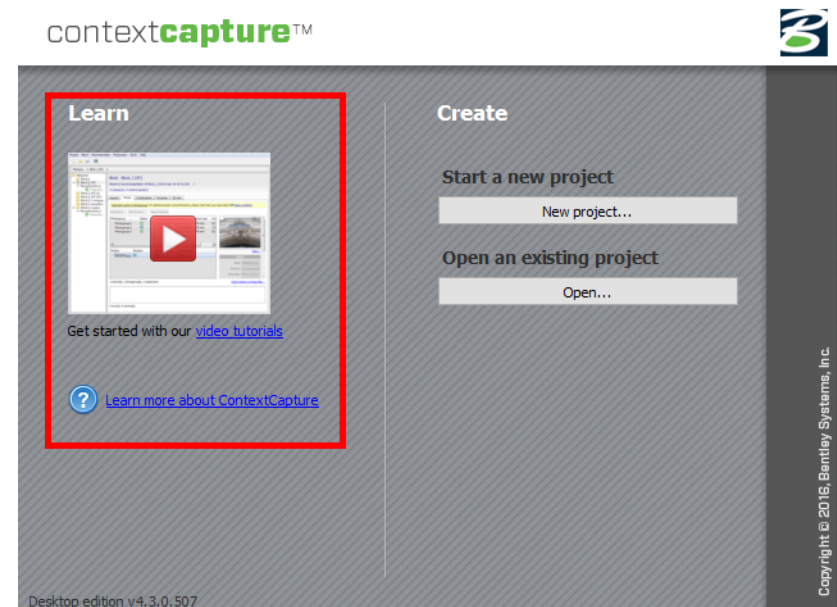 contextcapture™
Learn
Get started with our video tutorials
Learn more about ContextCapture
Create
Start a new project
New project...
Open an existing project
Open...
Desktop edition v4.3.0.507
Copyright © 2016, Bentley Systems, Inc.